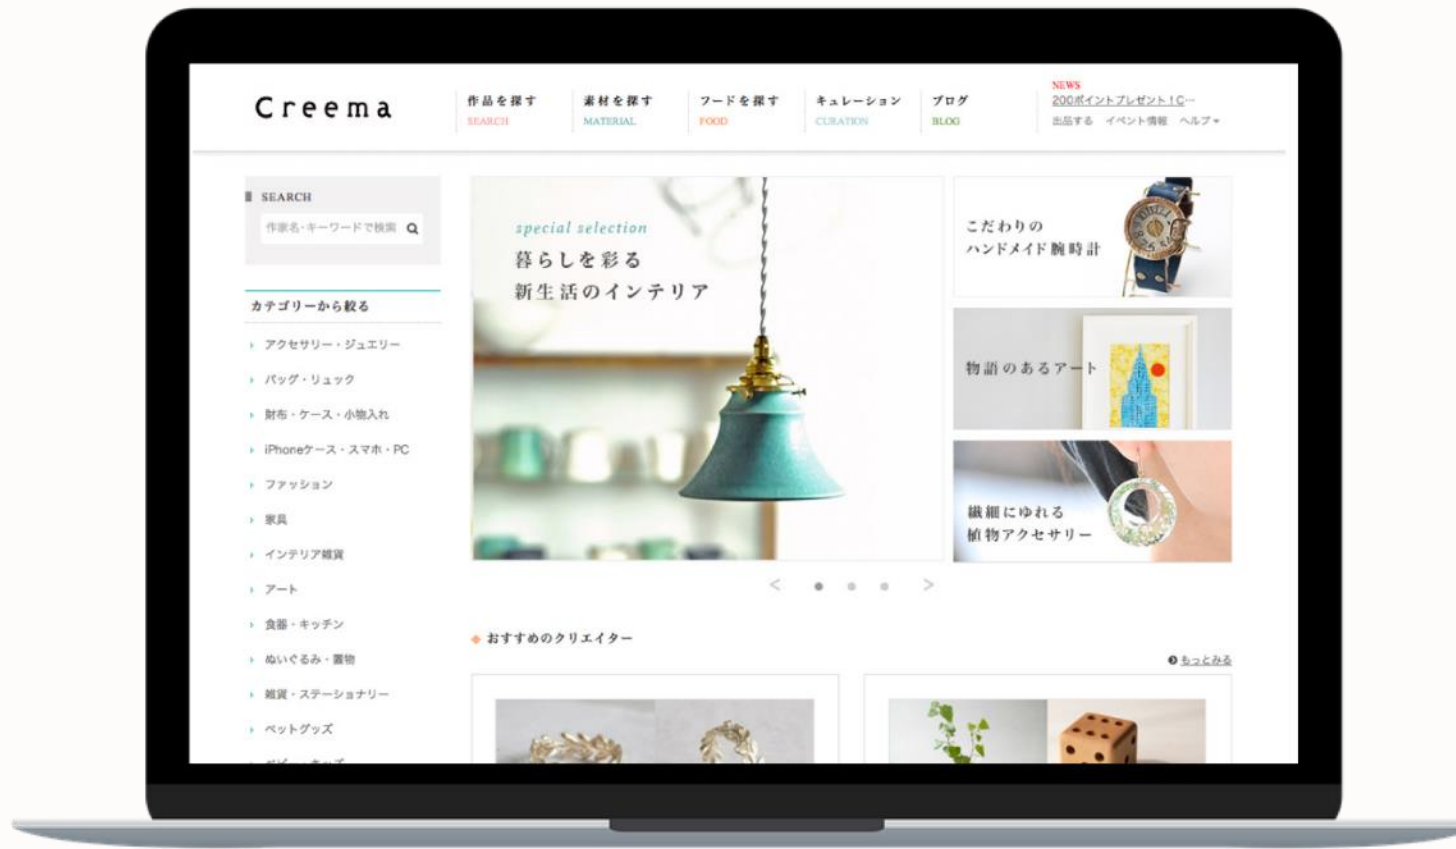 Creema
作品を探す
SEARCH
素材を探す
MATERIAL
フードを探す
FOOD
キュレーション
CURATION
ブログ
BLOG
NEWS
200ポイントプレゼント!C…
出品する イベント情報 ヘルプ
SEARCH
作家名・キーワードで検索
カテゴリーから絞る
アクセサリー・ジュエリー
バッグ・リュック
財布・ケース・小物入れ
iPhoneケース・スマホ・PC
ファッション
家具
インテリア雑貨
アート
食器・キッチン
ぬいぐるみ・置物
雑貨・ステーショナリー
ペットグッズ
special selection
暮らしを彩る
新生活のインテリア
こだわりの
ハンドメイド腕時計
物語のあるアート
繊細にゆれる
植物アクセサリー
< >
おすすめのクリエイター
もっとみる